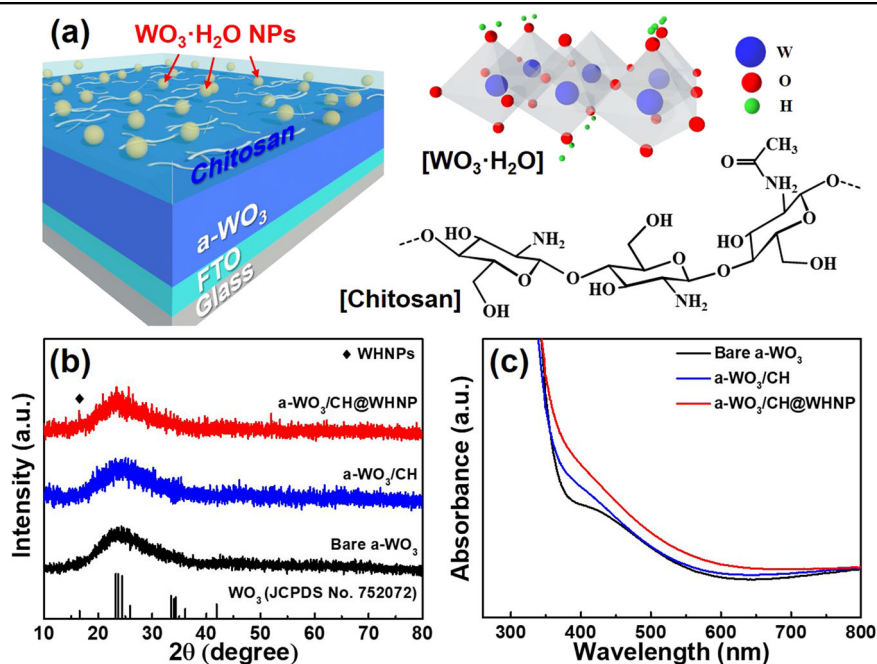 (a)
WO₃·H₂O NPs
Chitosan
a-WO₃
FTO
Glass
W
O
H
[WO₃·H₂O]
O
CH₃
NH₂
O
O
HO
OH
O
HO
NH₂
O
OH
O
O
HO
NH₂
O
OH
[Chitosan]
(b)
♦ WHNPs
a-WO₃/CH@WHNP
a-WO₃/CH
Bare a-WO₃
WO₃ (JCPDS No. 752072)
Intensity (a.u.)
10 20 30 40 50 60 70 80
2θ (degree)
(c)
Bare a-WO₃
a-WO₃/CH
a-WO₃/CH@WHNP
Absorbance (a.u.)
300 400 500 600 700 800
Wavelength (nm)